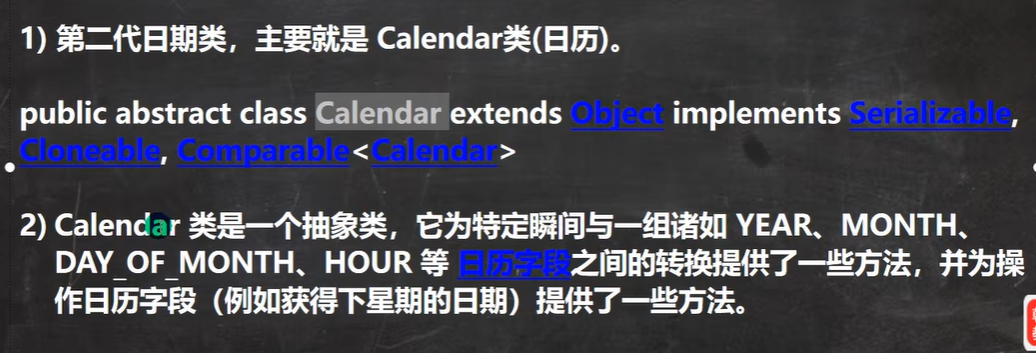 1) 第二代日期类，主要就是 Calendar类(日历)。
public abstract class Calendar extends Object implements Serializable,
Cloneable, Comparable<Calendar>
2) Calendar 类是一个抽象类，它为特定瞬间与一组诸如 YEAR、MONTH、
DAY_OF_MONTH、HOUR 等 日历字段之间的转换提供了一些方法，并为操
作日历字段（例如获得下星期的日期）提供了一些方法。